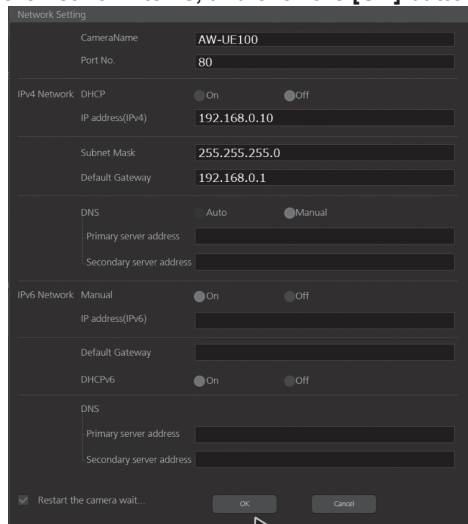 Network Setting
CameraName AW-UE100
Port No. 80
IPv4 Network DHCP On Off
IP address(IPv4) 192.168.0.10
Subnet Mask 255.255.255.0
Default Gateway 192.168.0.1
DNS Auto Manual
Primary server address
Secondary server address
IPv6 Network Manual On Off
IP address(IPv6)
Default Gateway
DHCPv6 On Off
DNS
Primary server address
Secondary server address
Restart the camera wait...
OK Cancel